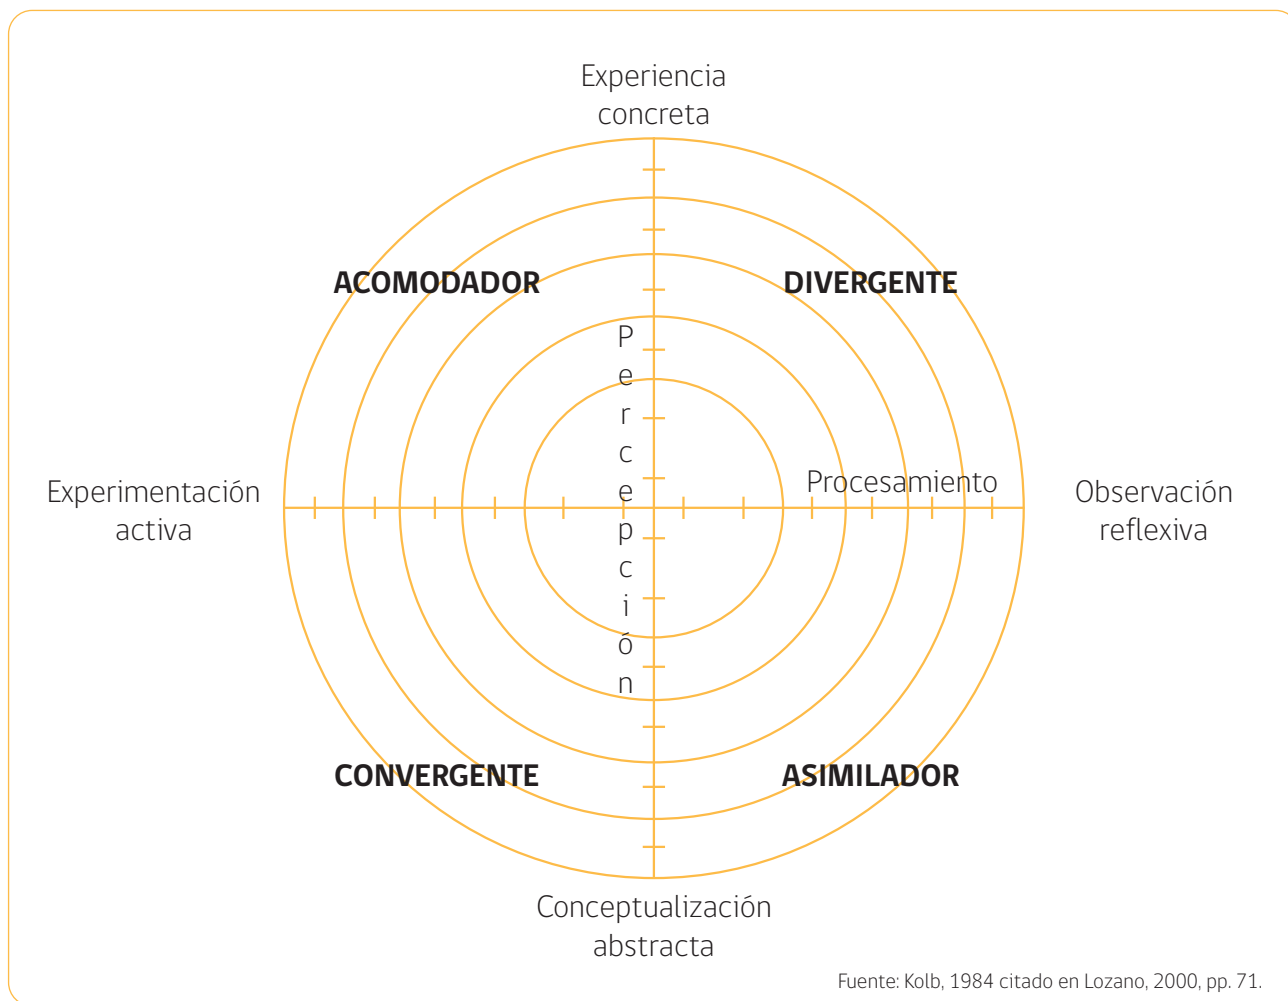 Experiencia
concreta
ACOMODADOR
DIVERGENTE
Percepción
Procesamiento
Experimentación
activa
Observación
reflexiva
CONVERGENTE
ASIMILADOR
Conceptualización
abstracta
Fuente: Kolb, 1984 citado en Lozano, 2000, pp. 71.